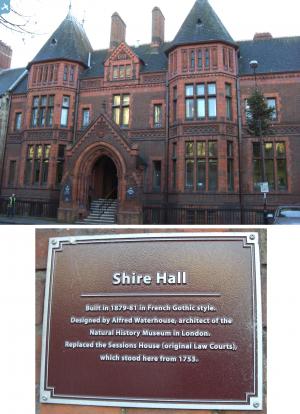 Shire Hall
Built in 1879-81 in French Gothic style.
Designed by Alfred Waterhouse, architect of the
Natural History Museum in London.
Replaced the Sessions House (original Law Courts),
which stood here from 1753.